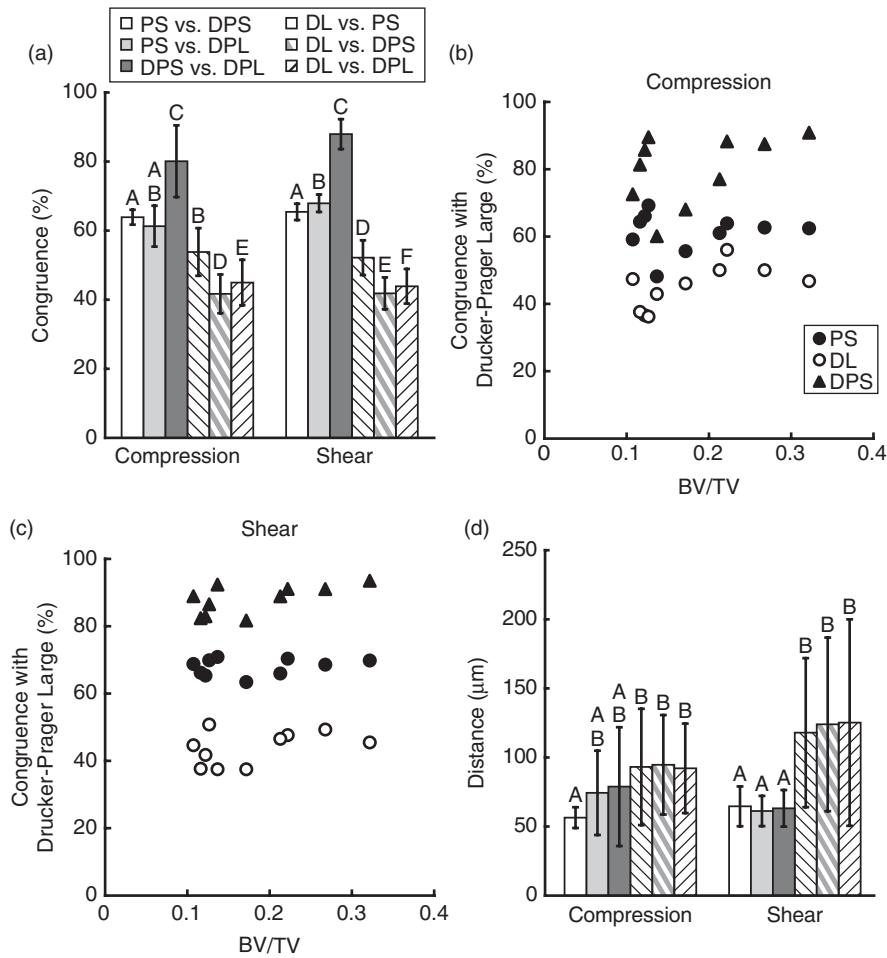 (a)
PS vs. DPS
DL vs. PS
PS vs. DPL
DL vs. DPS
DPS vs. DPL
DL vs. DPL
Congruence (%)
100
80
60
40
20
0
A
A
B
C
B
D
E
A
B
C
D
E
F
Compression
Shear
(b)
Compression
Congruence with
Drucker-Prager Large (%)
100
80
60
40
20
0
PS
DL
DPS
0
0.1
0.2
0.3
0.4
BV/TV
(c)
Shear
Congruence with
Drucker-Prager Large (%)
100
80
60
40
20
0
0
0.1
0.2
0.3
0.4
BV/TV
(d)
Distance (µm)
250
200
150
100
50
0
A
A
B
A
B
B
B
B
A
A
A
B
B
B
Compression
Shear